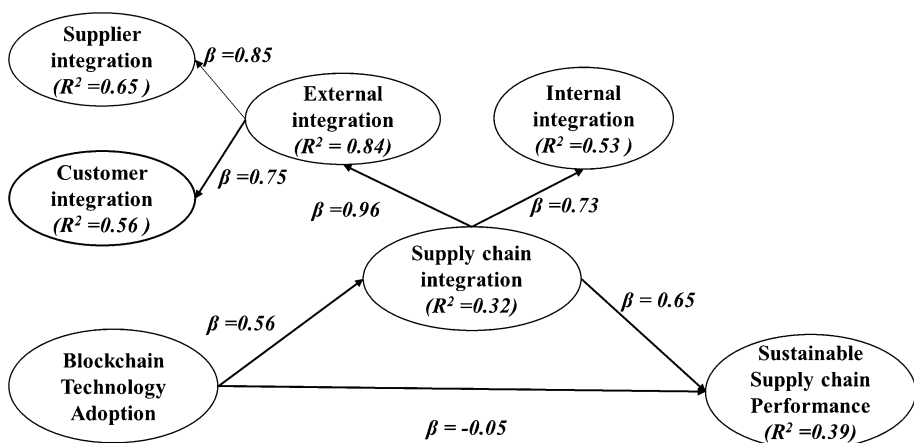 Supplier
integration
(R² =0.65 )
β =0.85
External
integration
(R² = 0.84)
Internal
integration
(R² =0.53 )
Customer
integration
(R² =0.56 )
β =0.75
β =0.96
β =0.73
Supply chain
integration
(R² =0.32)
β =0.56
β = 0.65
Blockchain
Technology
Adoption
β = -0.05
Sustainable
Supply chain
Performance
(R² =0.39)